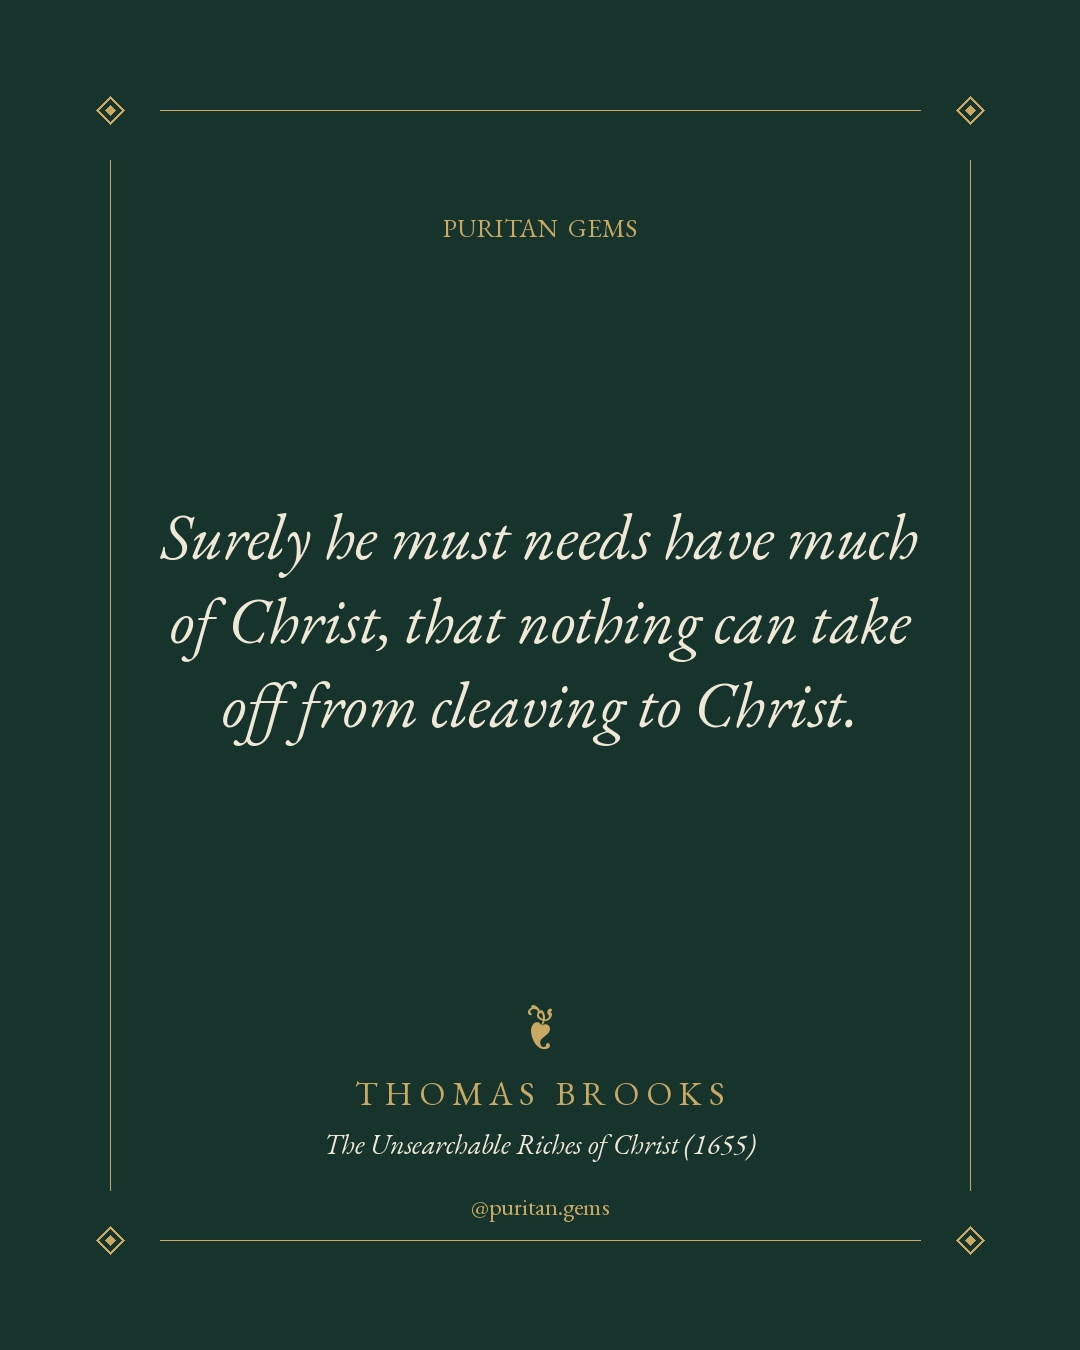 PURITAN GEMS
Surely he must needs have much
of Christ, that nothing can take
off from cleaving to Christ.
❦
THOMAS BROOKS
The Unsearchable Riches of Christ (1655)
@puritan.gems